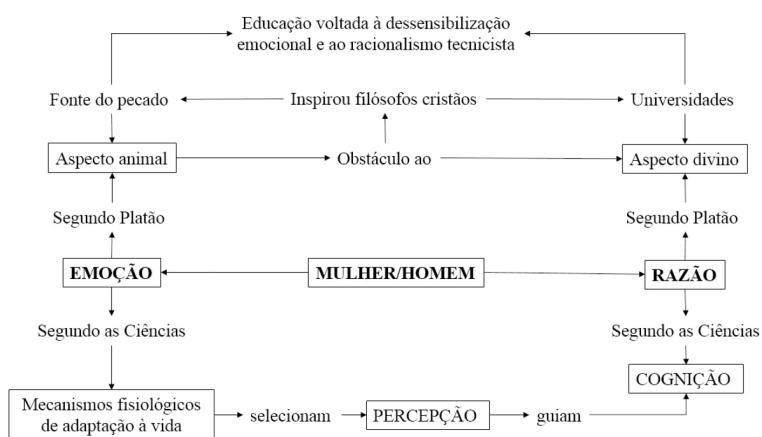 Educação voltada à dessensibilização
emocional e ao racionalismo tecnicista
Fonte do pecado
Inspirou filósofos cristãos
Universidades
Aspecto animal
Obstáculo ao
Aspecto divino
Segundo Platão
Segundo Platão
EMOÇÃO
MULHER/HOMEM
RAZÃO
Segundo as Ciências
Segundo as Ciências
COGNIÇÃO
Mecanismos fisiológicos
de adaptação à vida
selecionam
PERCEPÇÃO
guiam